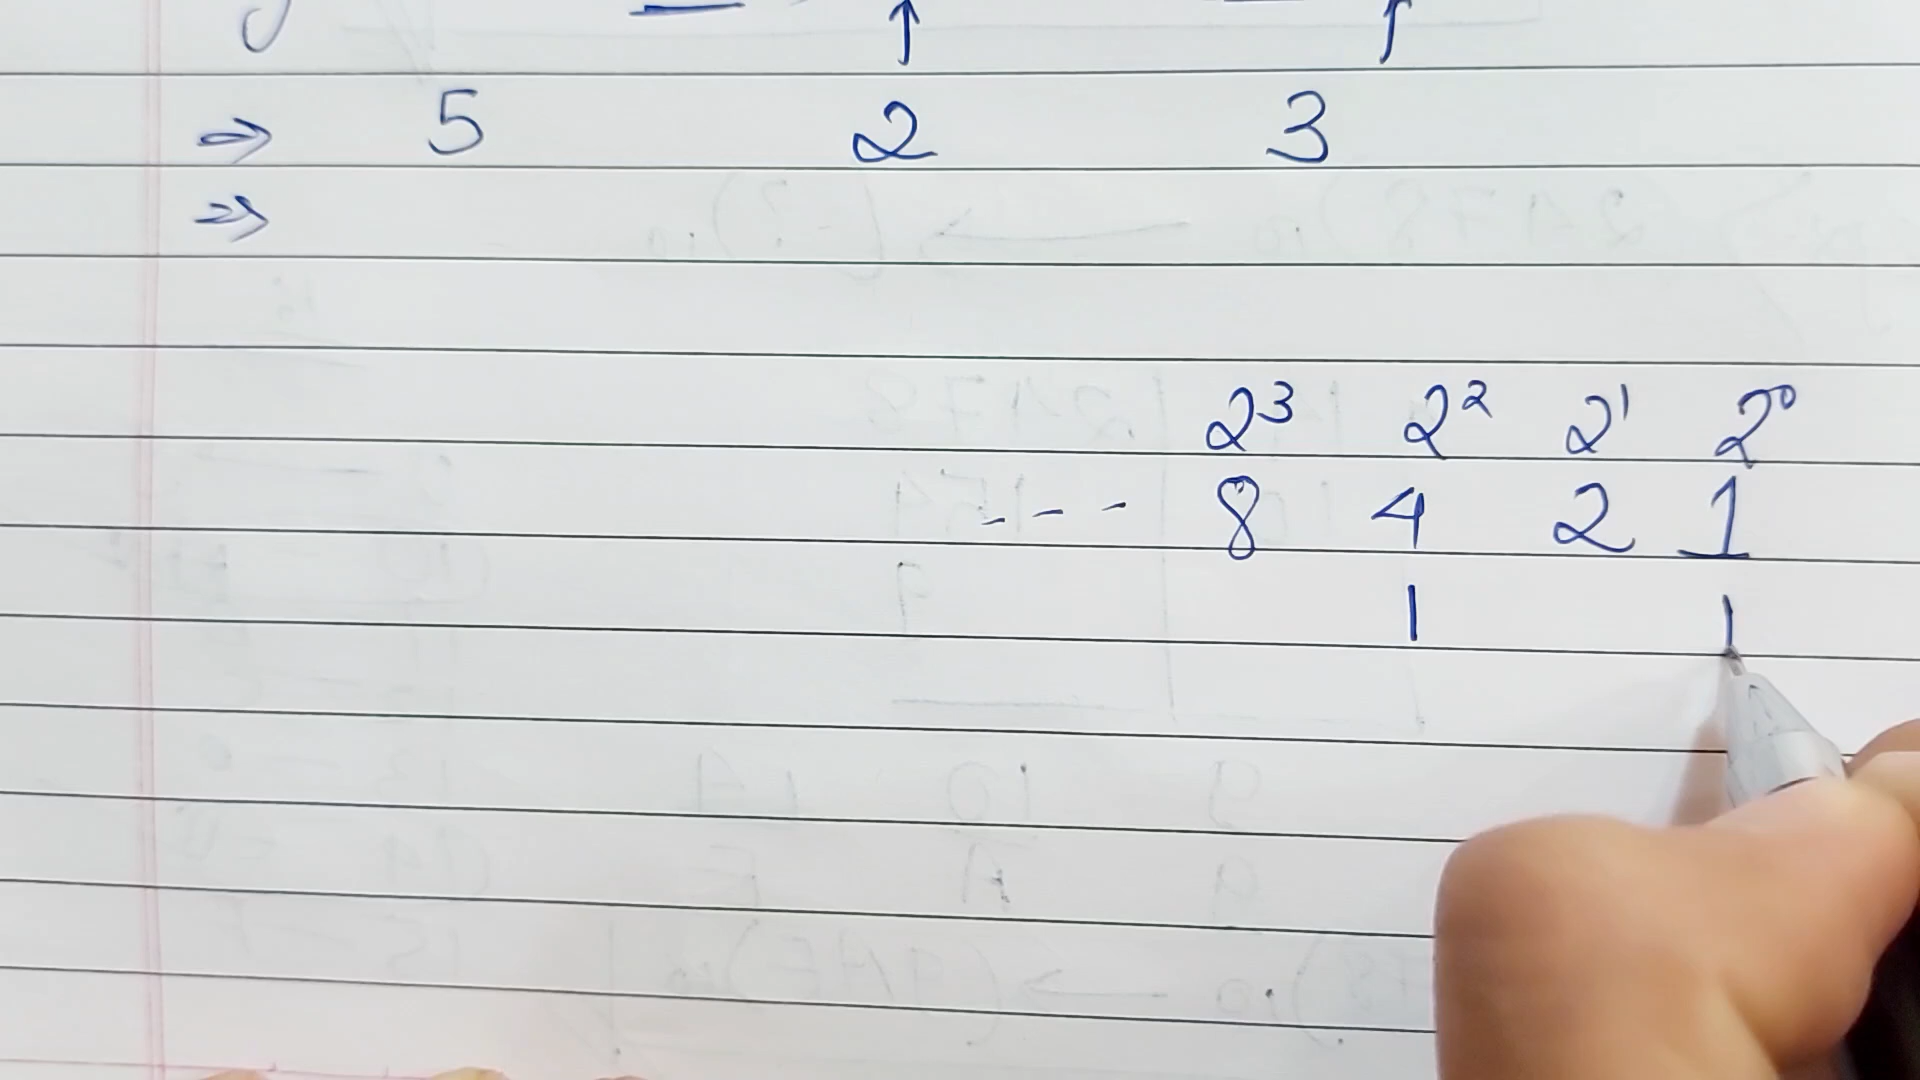 ⇒ 5 2 3
⇒
2³ 2² 2¹ 2⁰
- - - 8 4 2 1
1 1